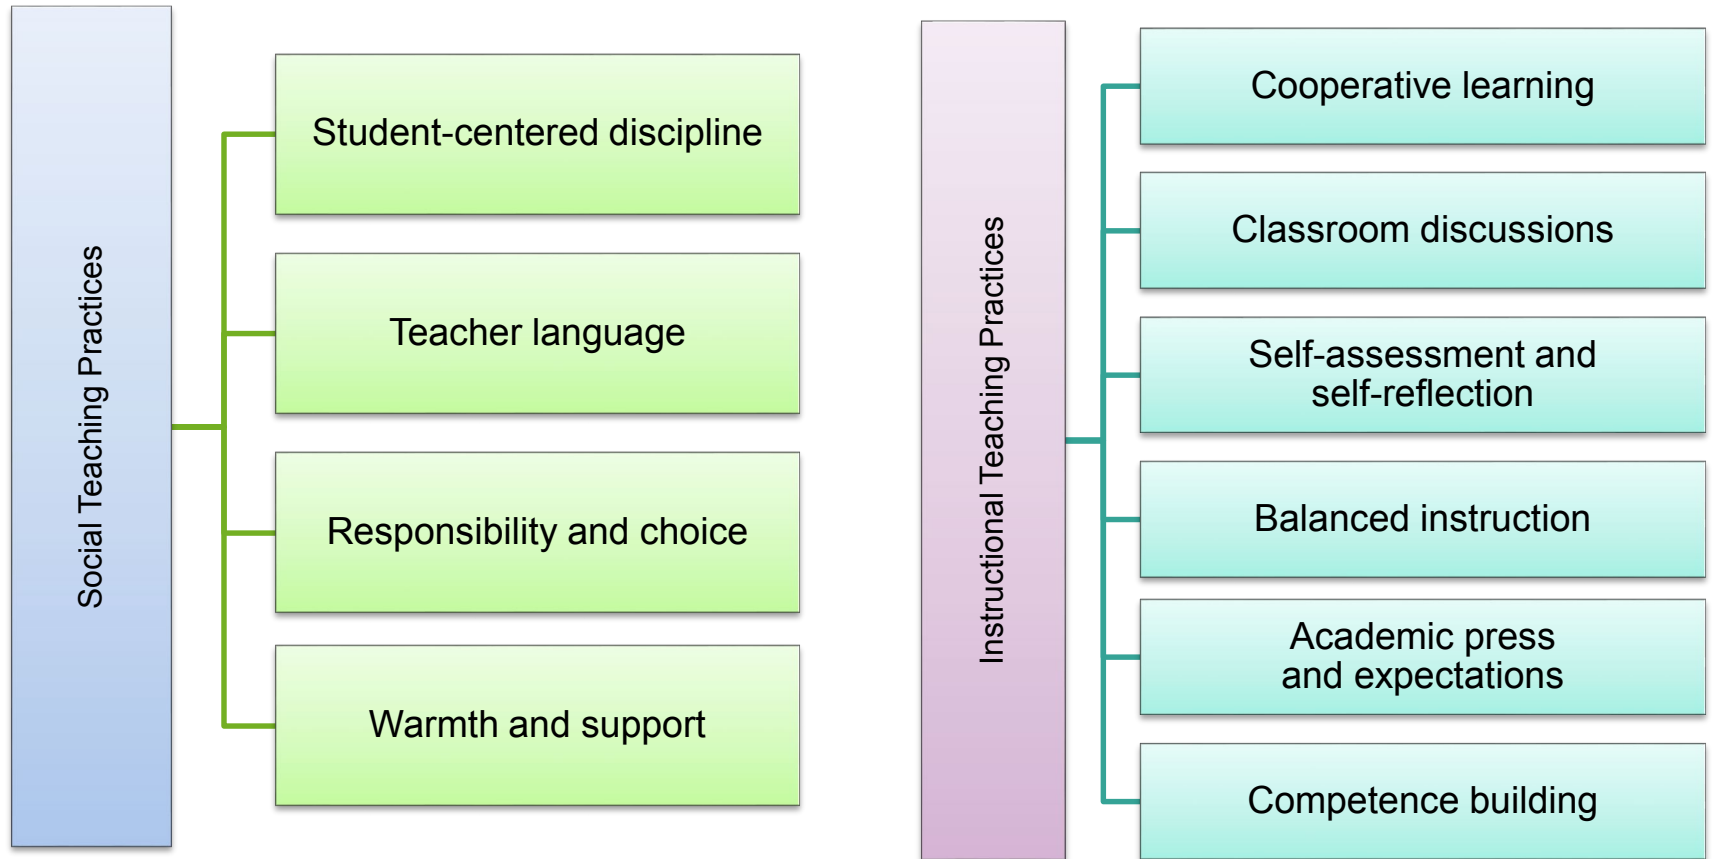 Social Teaching Practices
Student-centered discipline
Teacher language
Responsibility and choice
Warmth and support
Instructional Teaching Practices
Cooperative learning
Classroom discussions
Self-assessment and
self-reflection
Balanced instruction
Academic press
and expectations
Competence building